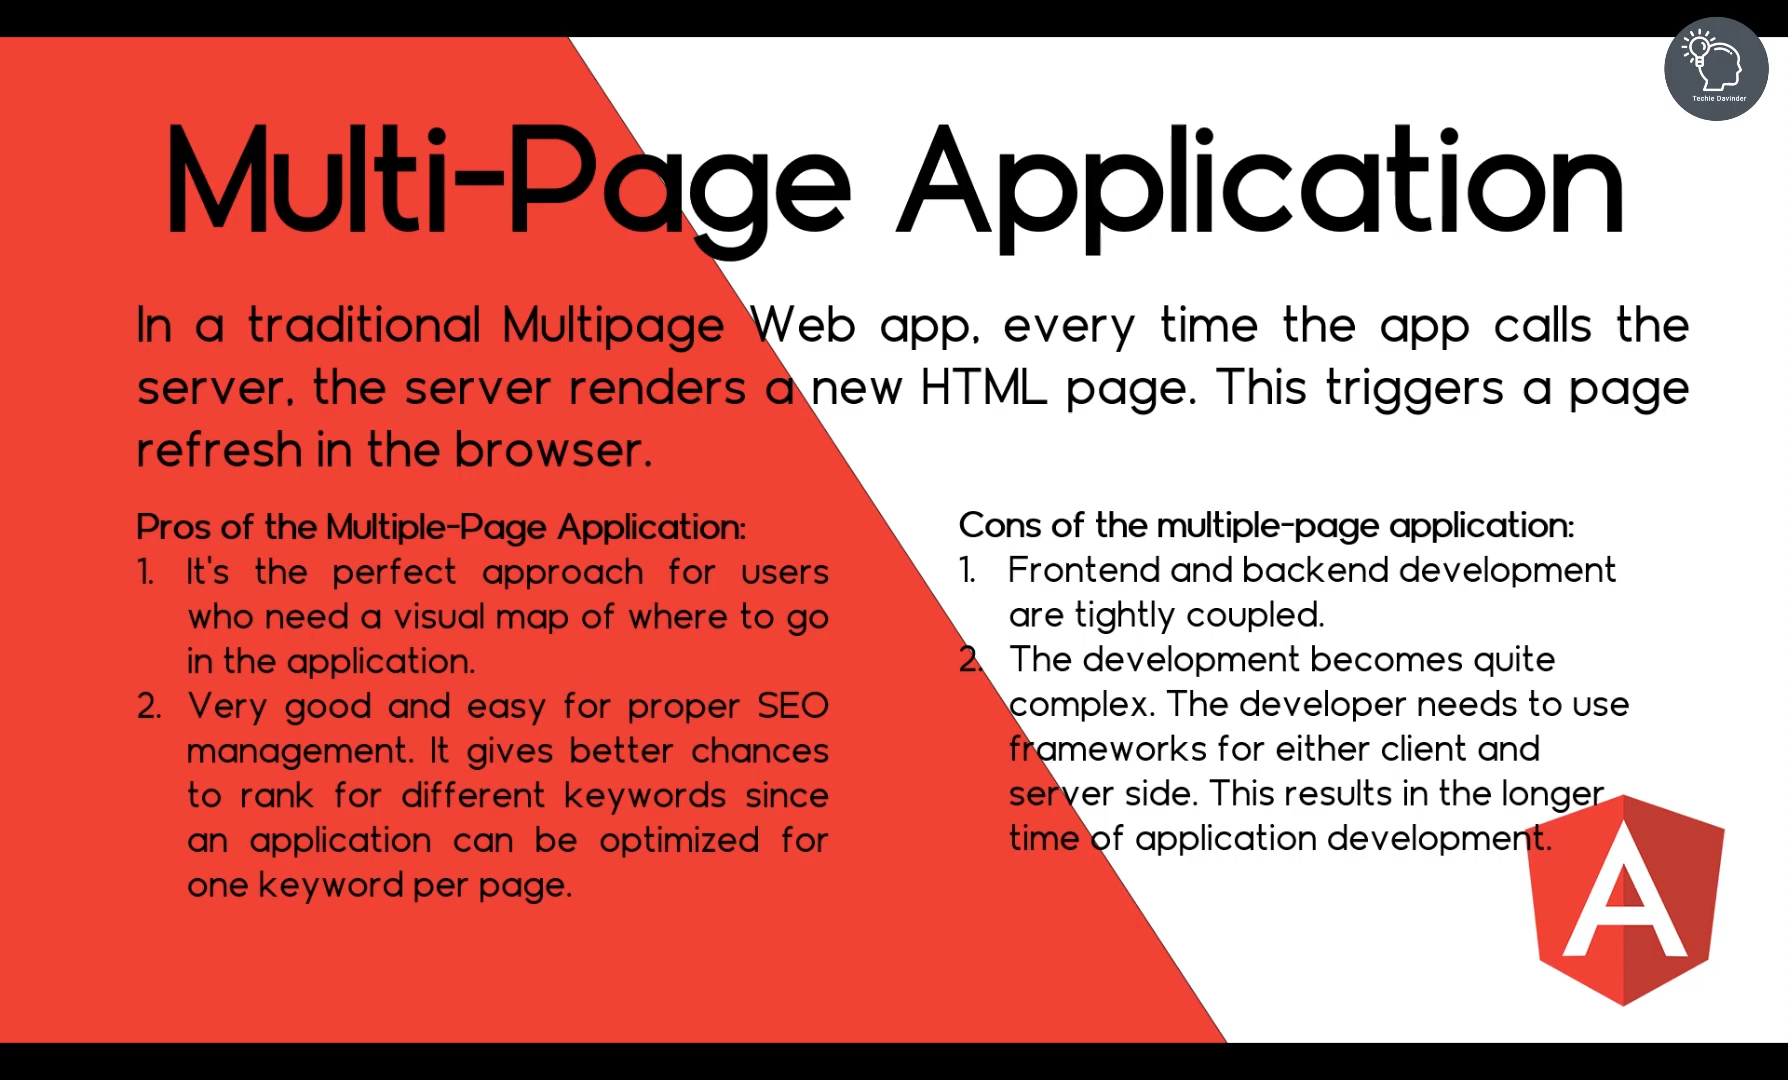 Techie Davinder
Multi-Page Application
In a traditional Multipage Web app, every time the app calls the
server, the server renders a new HTML page. This triggers a page
refresh in the browser.
Pros of the Multiple-Page Application:
1. It's the perfect approach for users
who need a visual map of where to go
in the application.
2. Very good and easy for proper SEO
management. It gives better chances
to rank for different keywords since
an application can be optimized for
one keyword per page.
Cons of the multiple-page application:
1. Frontend and backend development
are tightly coupled.
2. The development becomes quite
complex. The developer needs to use
frameworks for either client and
server side. This results in the longer
time of application development.
A